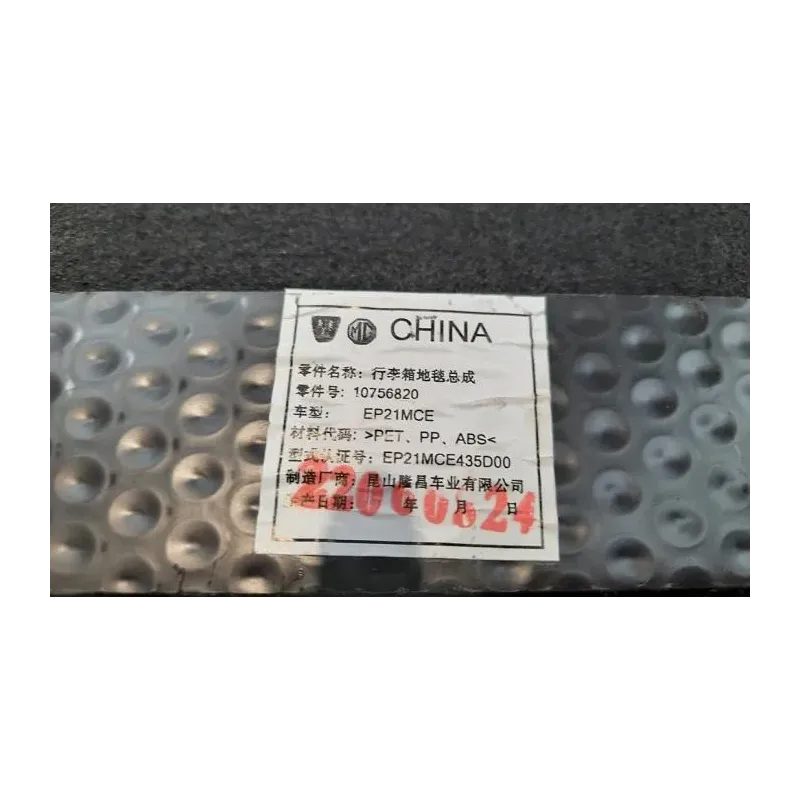 MG CHINA
零件名称：行李箱地毯总成
零件号：10756820
车型： EP21MCE
材料代码：>PET、PP、ABS<
型式认证号：EP21MCE435D00
制造厂商：昆山隆昌车业有限公司
生产日期： 年 月 日